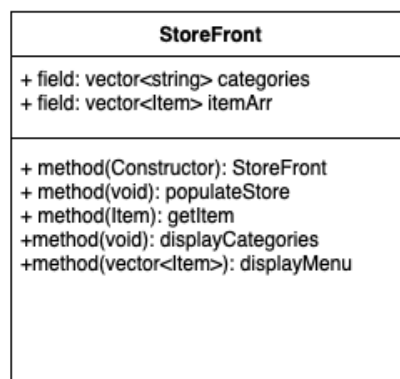 StoreFront
+ field: vector<string> categories
+ field: vector<Item> itemArr
+ method(Constructor): StoreFront
+ method(void): populateStore
+ method(Item): getItem
+method(void): displayCategories
+method(vector<Item>): displayMenu